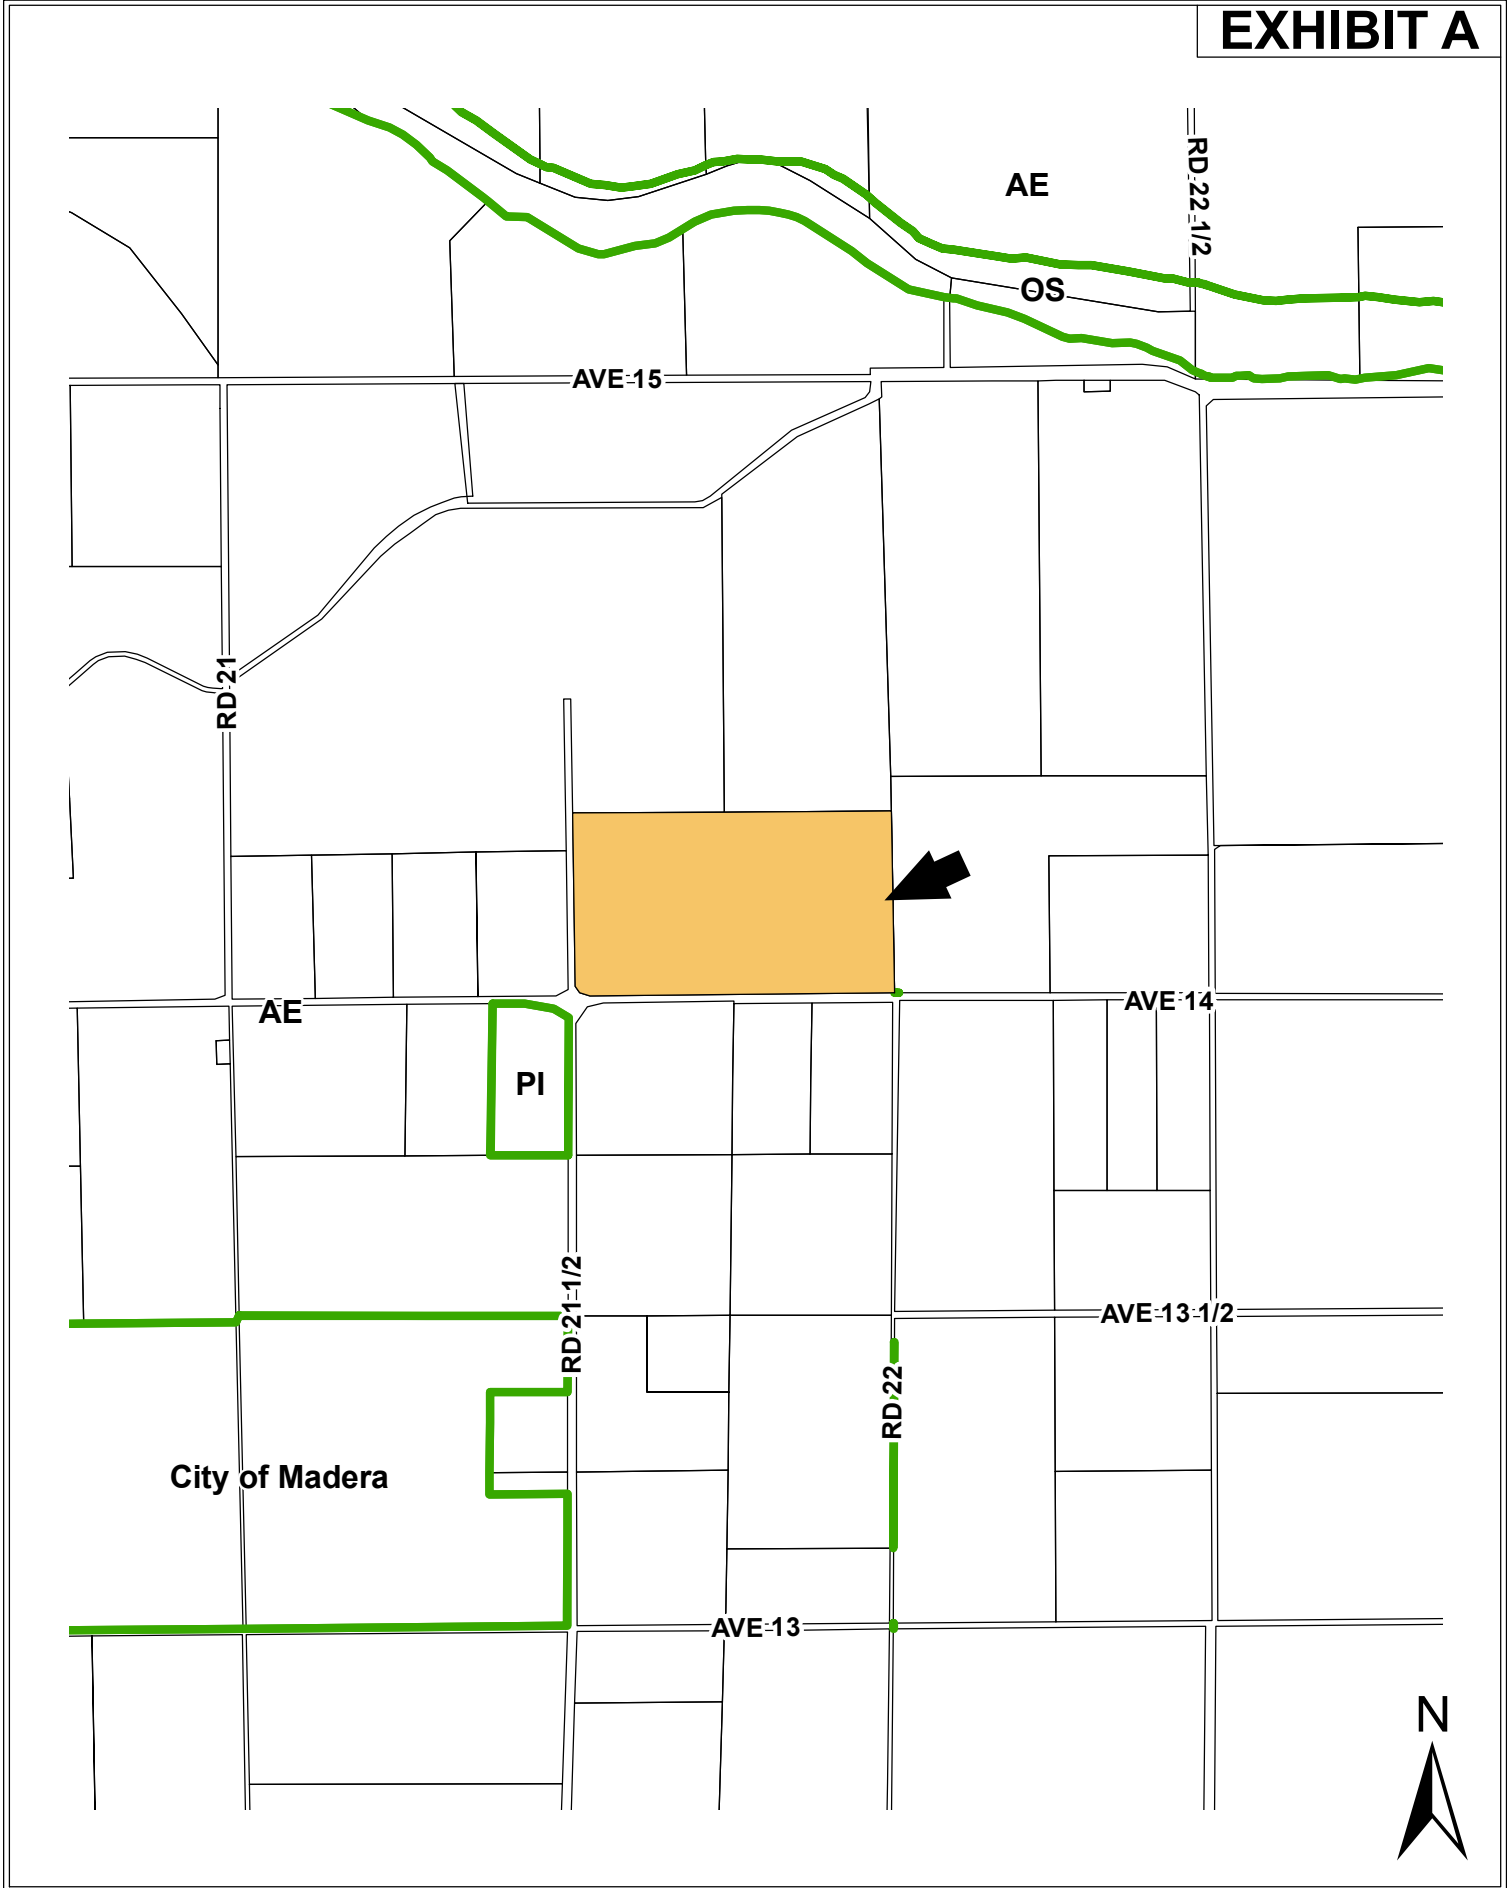 EXHIBIT A
RD 22 1/2
AE
OS
AVE 15
RD 21
AVE 14
AE
PI
RD 21 1/2
AVE 13 1/2
RD 22
City of Madera
AVE 13
N